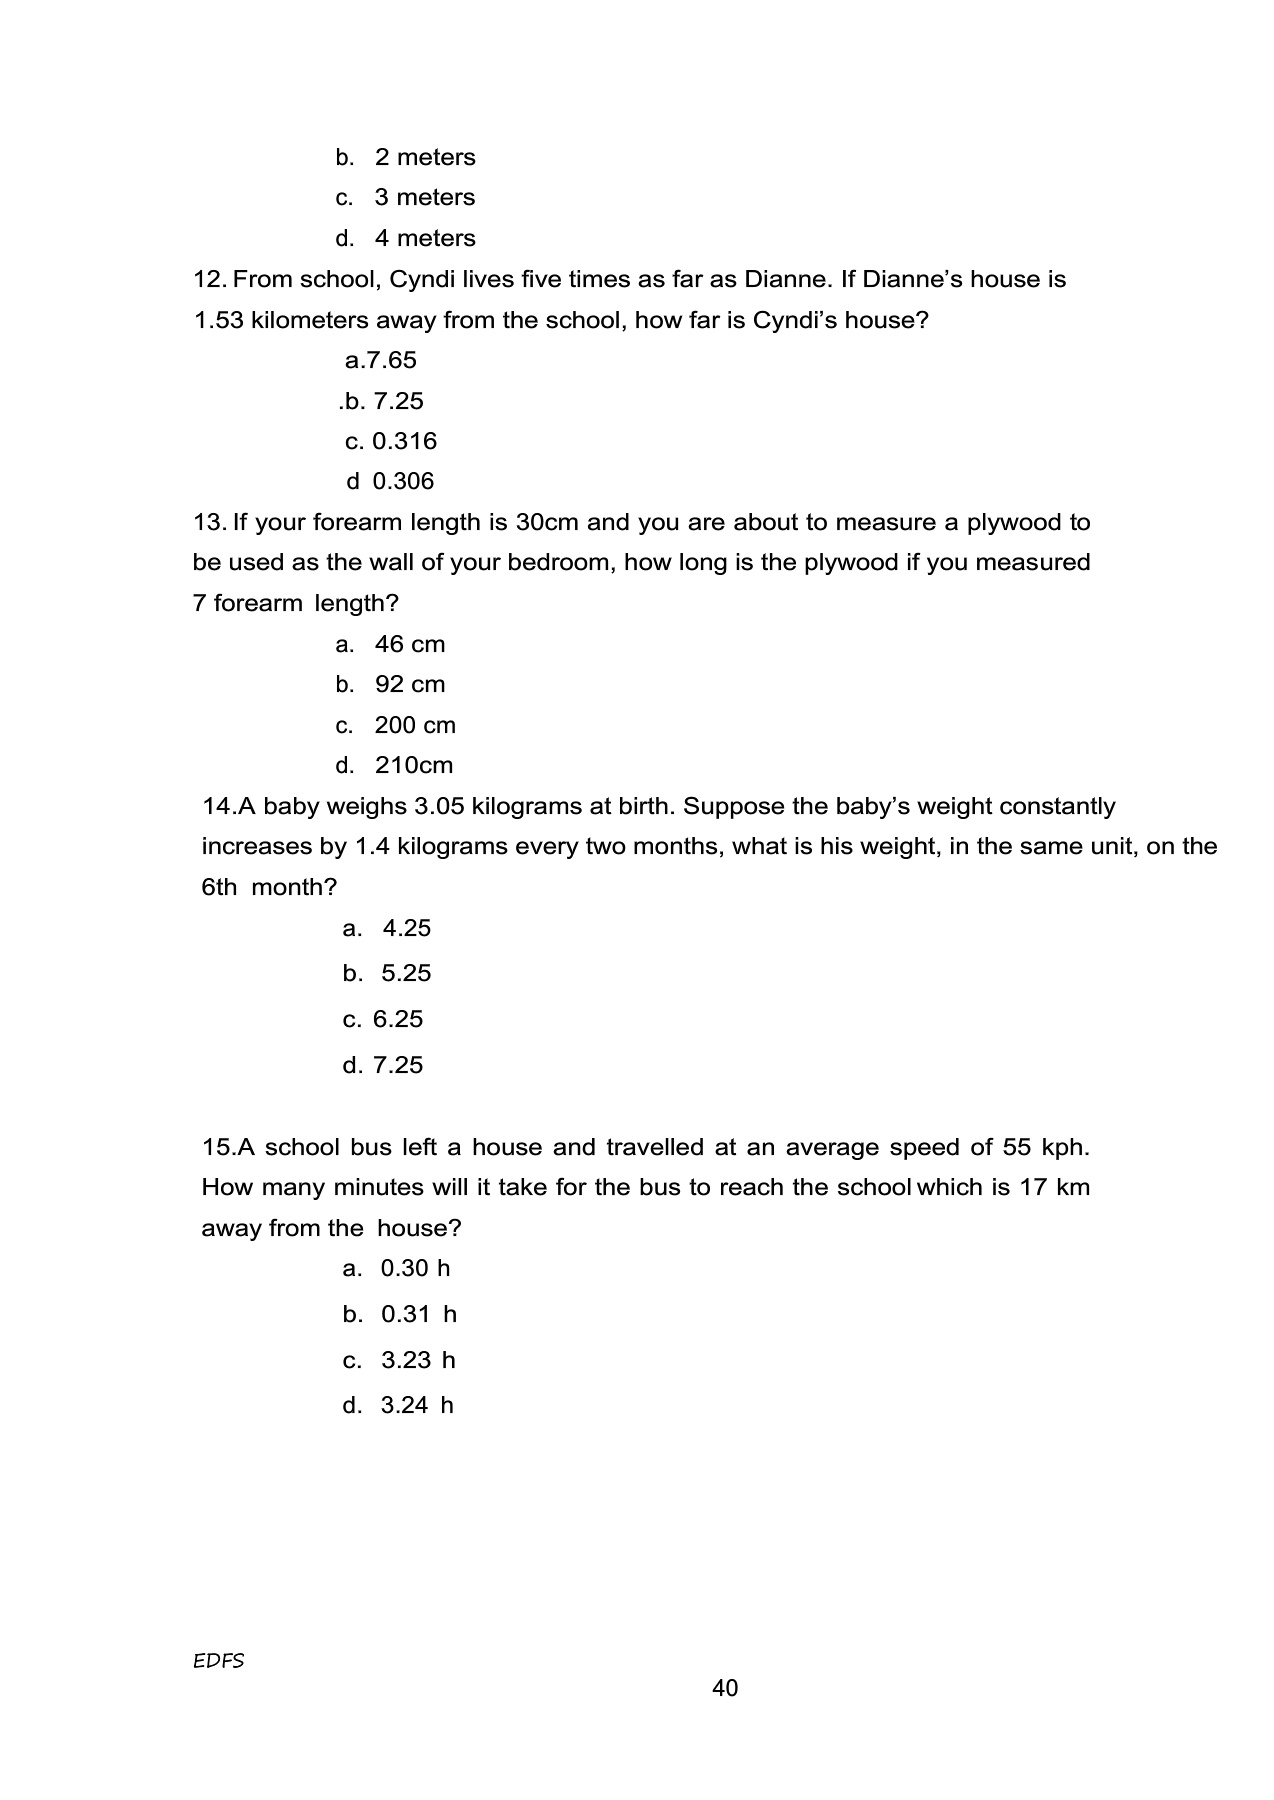 b. 2 meters
c. 3 meters
d. 4 meters
12. From school, Cyndi lives five times as far as Dianne. If Dianne’s house is
1.53 kilometers away from the school, how far is Cyndi’s house?
a.7.65
.b. 7.25
c. 0.316
d 0.306
13. If your forearm length is 30cm and you are about to measure a plywood to
be used as the wall of your bedroom, how long is the plywood if you measured
7 forearm length?
a. 46 cm
b. 92 cm
c. 200 cm
d. 210cm
14.A baby weighs 3.05 kilograms at birth. Suppose the baby’s weight constantly
increases by 1.4 kilograms every two months, what is his weight, in the same unit, on the
6th month?
a. 4.25
b. 5.25
c. 6.25
d. 7.25
15.A school bus left a house and travelled at an average speed of 55 kph.
How many minutes will it take for the bus to reach the school which is 17 km
away from the house?
a. 0.30 h
b. 0.31 h
c. 3.23 h
d. 3.24 h
EDFS
40